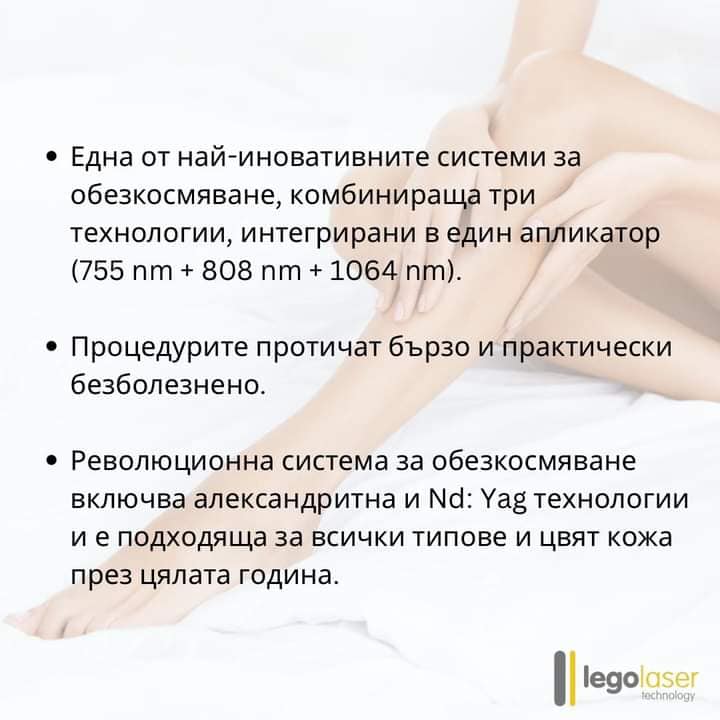 • Една от най-иновативните системи за
обезкосмяване, комбинираща три
технологии, интегрирани в един апликатор
(755 nm + 808 nm + 1064 nm).
• Процедурите протичат бързо и практически
безболезнено.
• Революционна система за обезкосмяване
включва александритна и Nd: Yag технологии
и е подходяща за всички типове и цвят кожа
през цялата година.
legolaser
technology